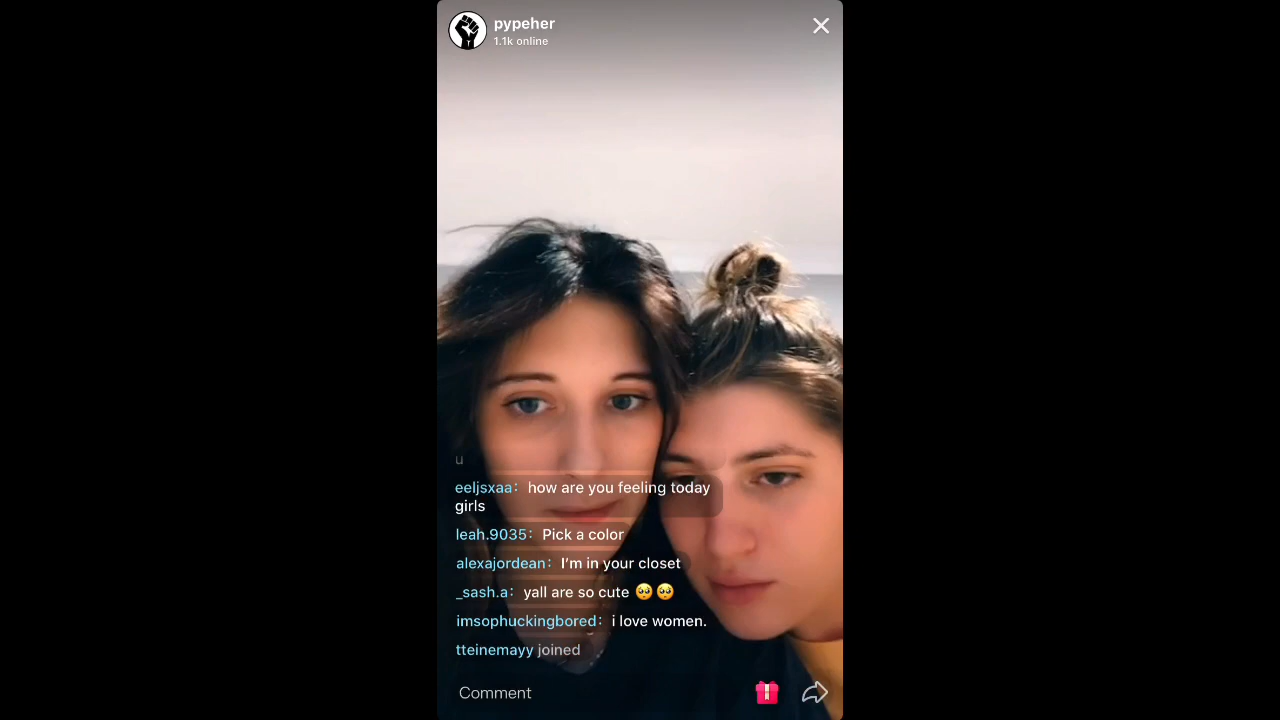 pypeher
1.1k online
u
eeljsxaa: how are you feeling today
girls
leah.9035: Pick a color
alexajordean: I'm in your closet
_sash.a: yall are so cute 🥺🥺
imsophuckingbored: i love women.
tteinemayy joined
Comment